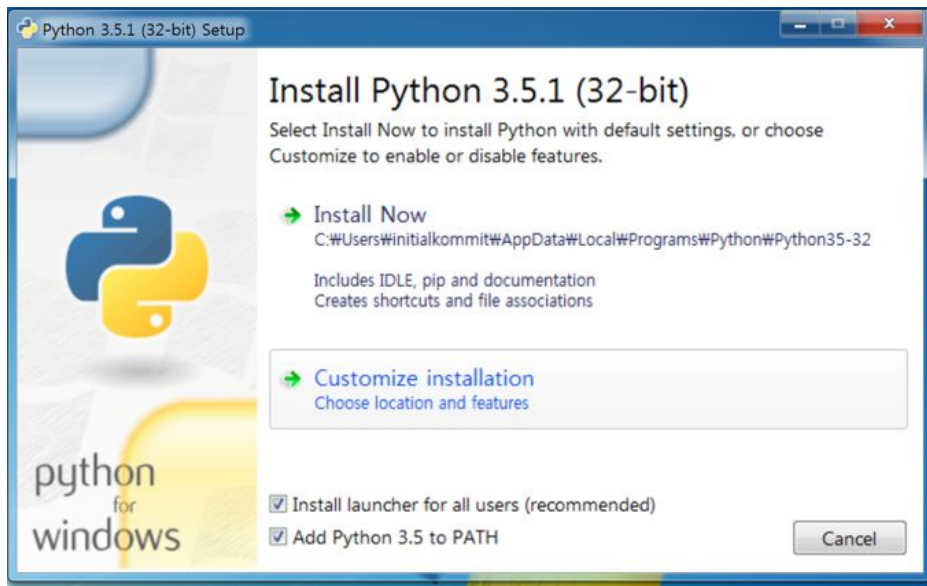 Python 3.5.1 (32-bit) Setup
Install Python 3.5.1 (32-bit)
Select Install Now to install Python with default settings, or choose
Customize to enable or disable features.
Install Now
C:₩Users₩initialkommit₩AppData₩Local₩Programs₩Python₩Python35-32
Includes IDLE, pip and documentation
Creates shortcuts and file associations
Customize installation
Choose location and features
python
for
windows
Install launcher for all users (recommended)
Add Python 3.5 to PATH
Cancel